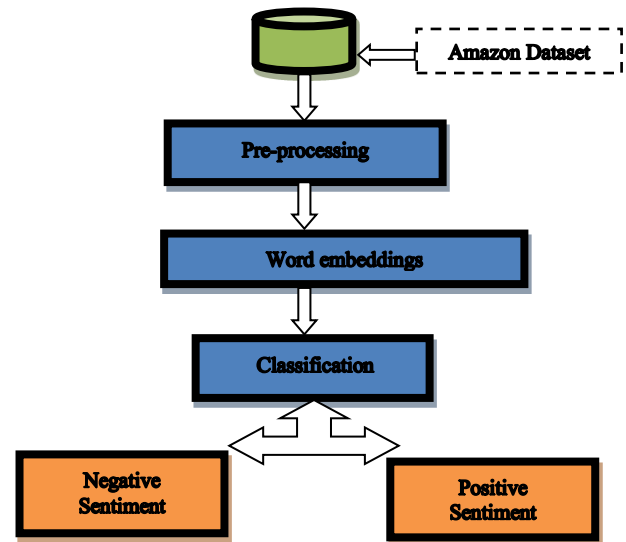 Amazon Dataset
Pre-processing
Word embeddings
Classification
Negative
Sentiment
Positive
Sentiment